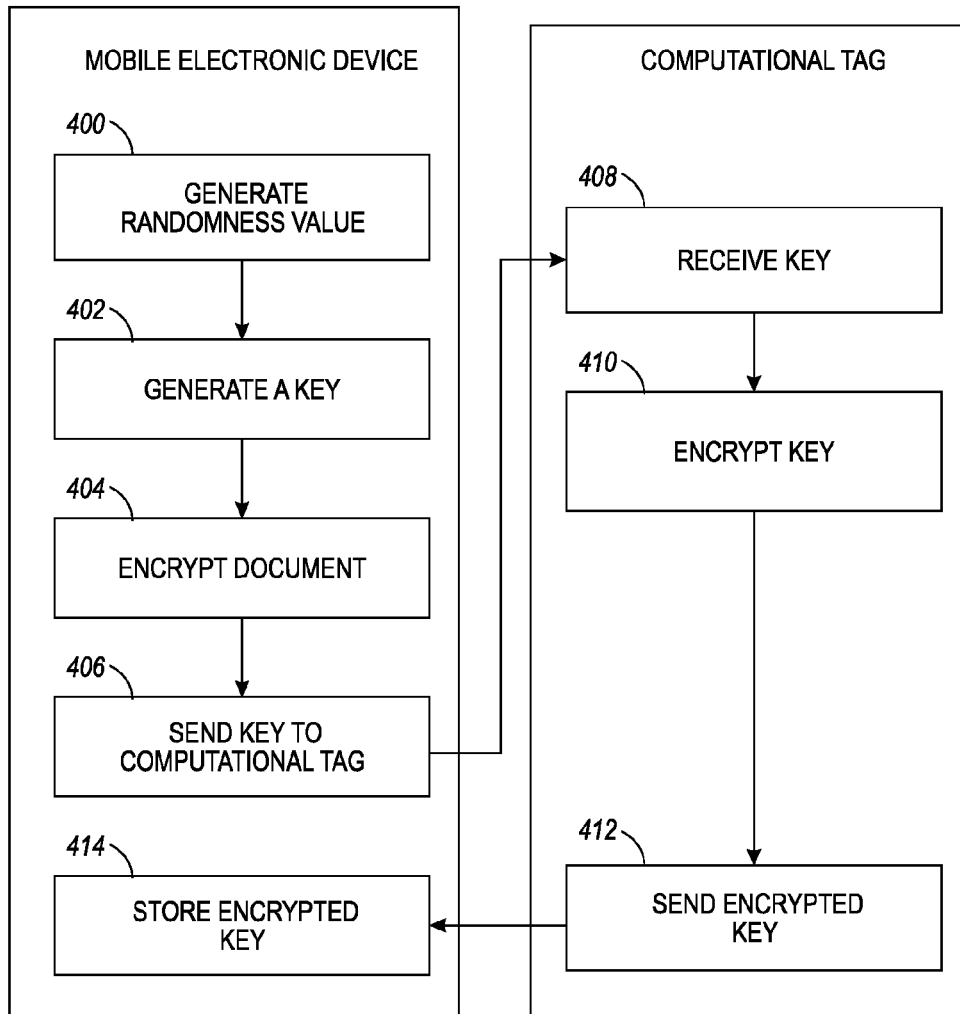 MOBILE ELECTRONIC DEVICE
400
GENERATE
RANDOMNESS VALUE
402
GENERATE A KEY
404
ENCRYPT DOCUMENT
406
SEND KEY TO
COMPUTATIONAL TAG
414
STORE ENCRYPTED
KEY
COMPUTATIONAL TAG
408
RECEIVE KEY
410
ENCRYPT KEY
412
SEND ENCRYPTED
KEY